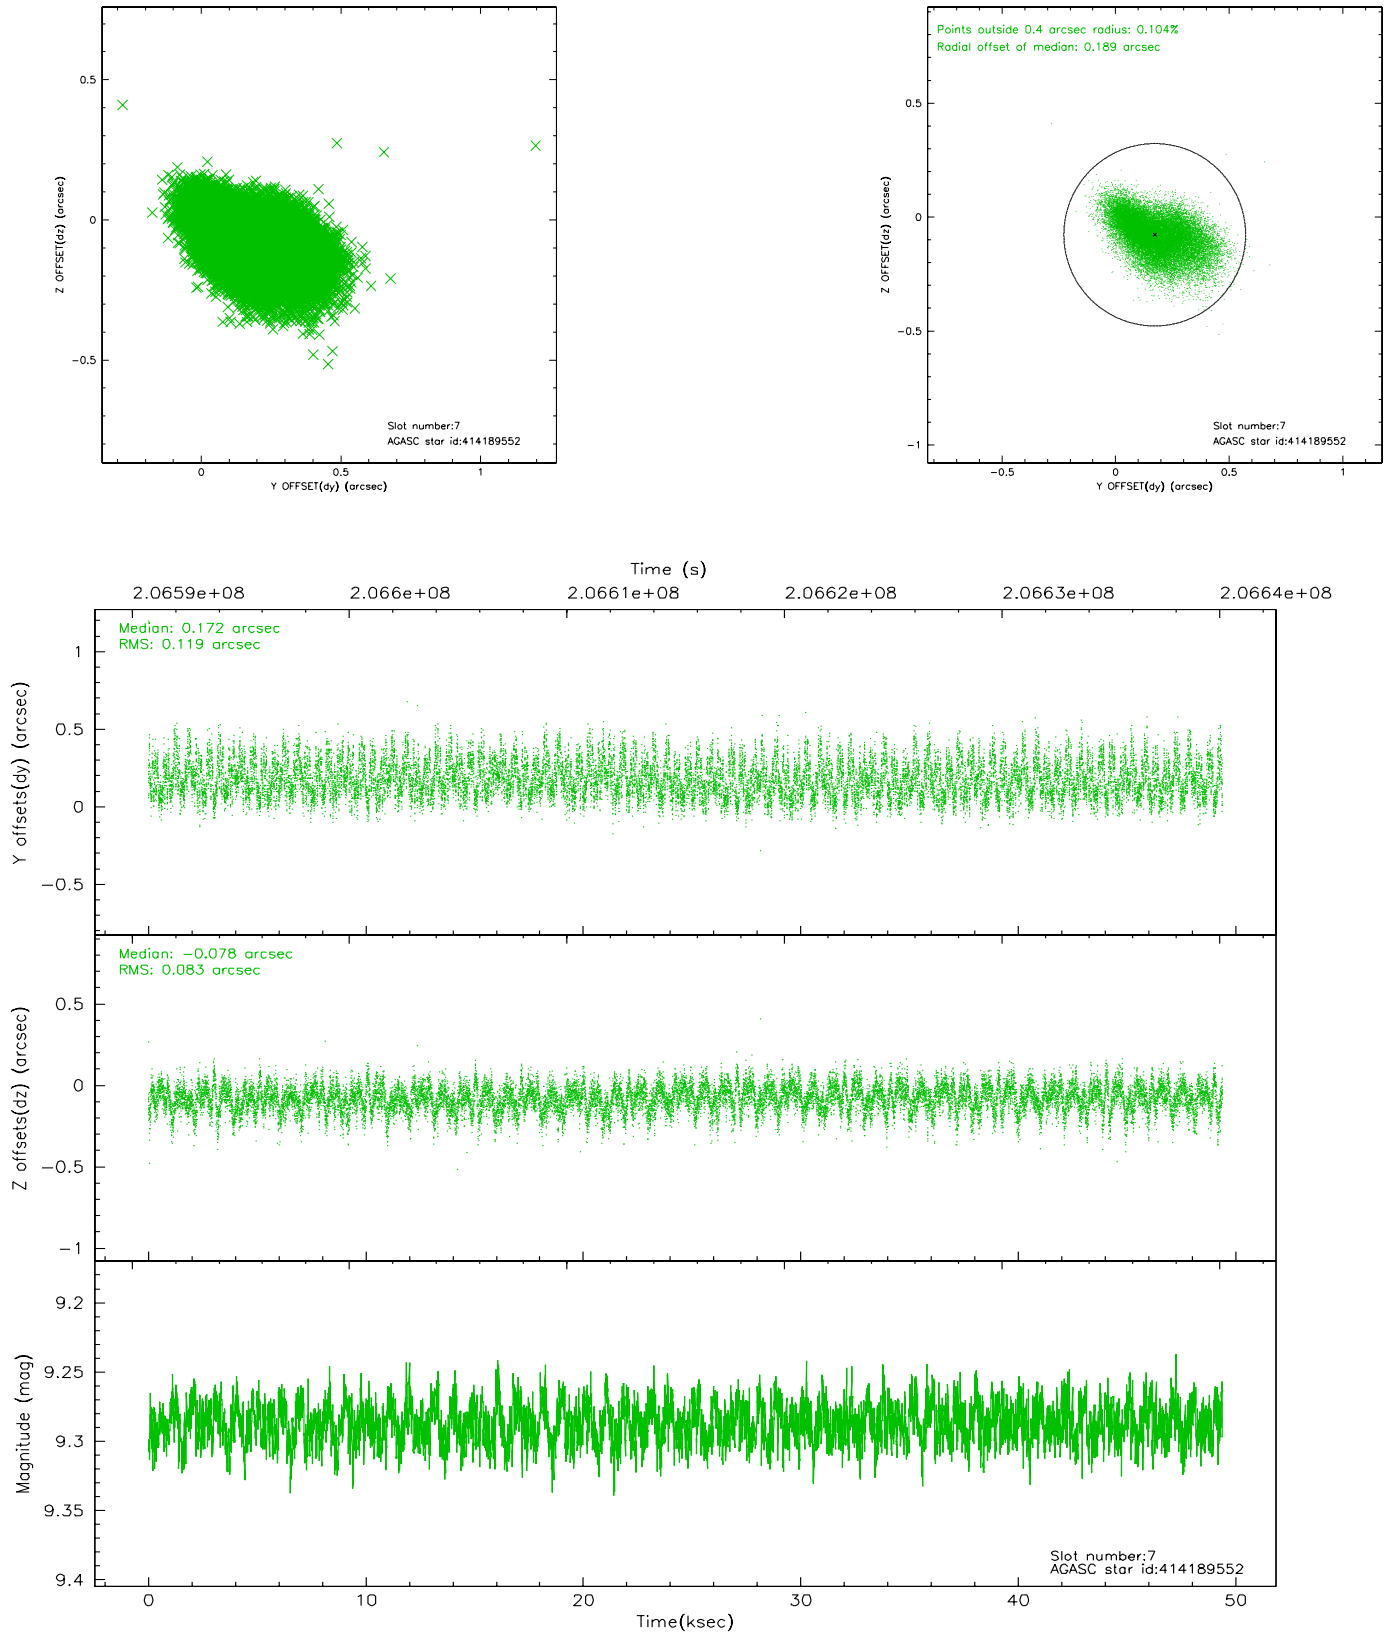 0.5
0
−0.5
Z OFFSET(dz) (arcsec)
Slot number:7
AGASC star id:414189552
0
0.5
1
Y OFFSET(dy) (arcsec)
Points outside 0.4 arcsec radius: 0.104%
Radial offset of median: 0.189 arcsec
0.5
0
−0.5
−1
Z OFFSET(dz) (arcsec)
Slot number:7
AGASC star id:414189552
−0.5
0
0.5
1
Y OFFSET(dy) (arcsec)
Time (s)
2.0659e+08
2.066e+08
2.0661e+08
2.0662e+08
2.0663e+08
2.0664e+08
Median: 0.172 arcsec
RMS: 0.119 arcsec
1
0.5
0
−0.5
Y offsets(dy) (arcsec)
Median: −0.078 arcsec
RMS: 0.083 arcsec
0.5
0
−0.5
−1
Z offsets(dz) (arcsec)
9.2
9.25
9.3
9.35
9.4
Magnitude (mag)
Slot number:7
AGASC star id:414189552
0
10
20
30
40
50
Time(ksec)